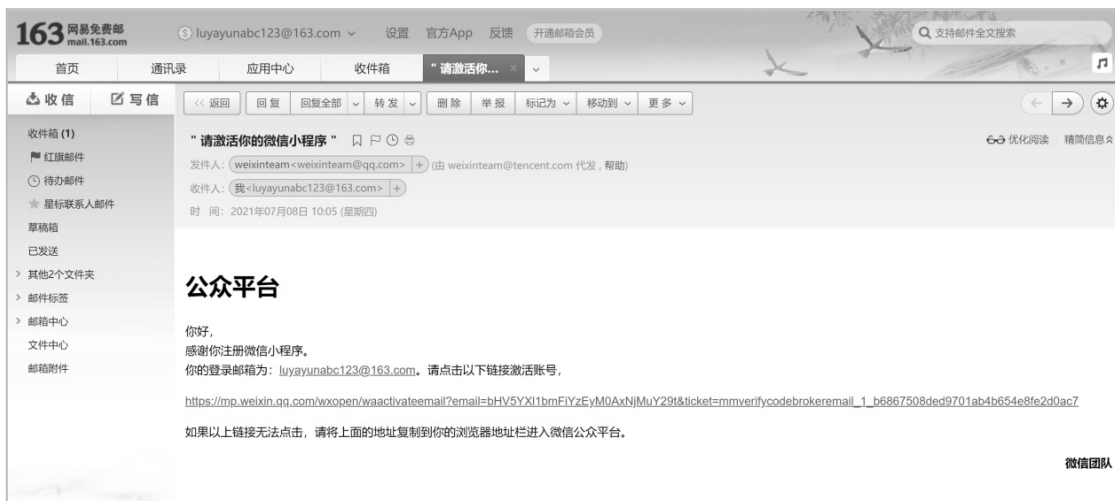 163 网易免费邮 mail.163.com luyayunabc123@163.com 设置 官方App 反馈 开通邮箱会员 支持邮件全文搜索
首页 通讯录 应用中心 收件箱 "请激活你... ×
收信 写信 << 返回 回复 回复全部 转发 删除 举报 标记为 移动到 更多
收件箱 (1)
红旗邮件
待办邮件
星标联系人邮件
草稿箱
已发送
其他2个文件夹
邮件标签
邮箱中心
文件中心
邮箱附件
"请激活你的微信小程序" 优化阅读 精简信息
发件人: weixinteam<weixinteam@qq.com> + (由 weixinteam@tencent.com 代发, 帮助)
收件人: 我<luyayunabc123@163.com> +
时 间: 2021年07月08日 10:05 (星期四)
公众平台
你好,
感谢你注册微信小程序。
你的登录邮箱为: luyayunabc123@163.com。请点击以下链接激活账号,
https://mp.weixin.qq.com/wxopen/waactivateemail?email=bHV5YXI1bmFiYzEyM0AxNjMuY29t&ticket=mmverifycodebrokeremail_1_b6867508ded9701ab4b654e8fe2d0ac7
如果以上链接无法点击, 请将上面的地址复制到你的浏览器地址栏进入微信公众平台。
微信团队